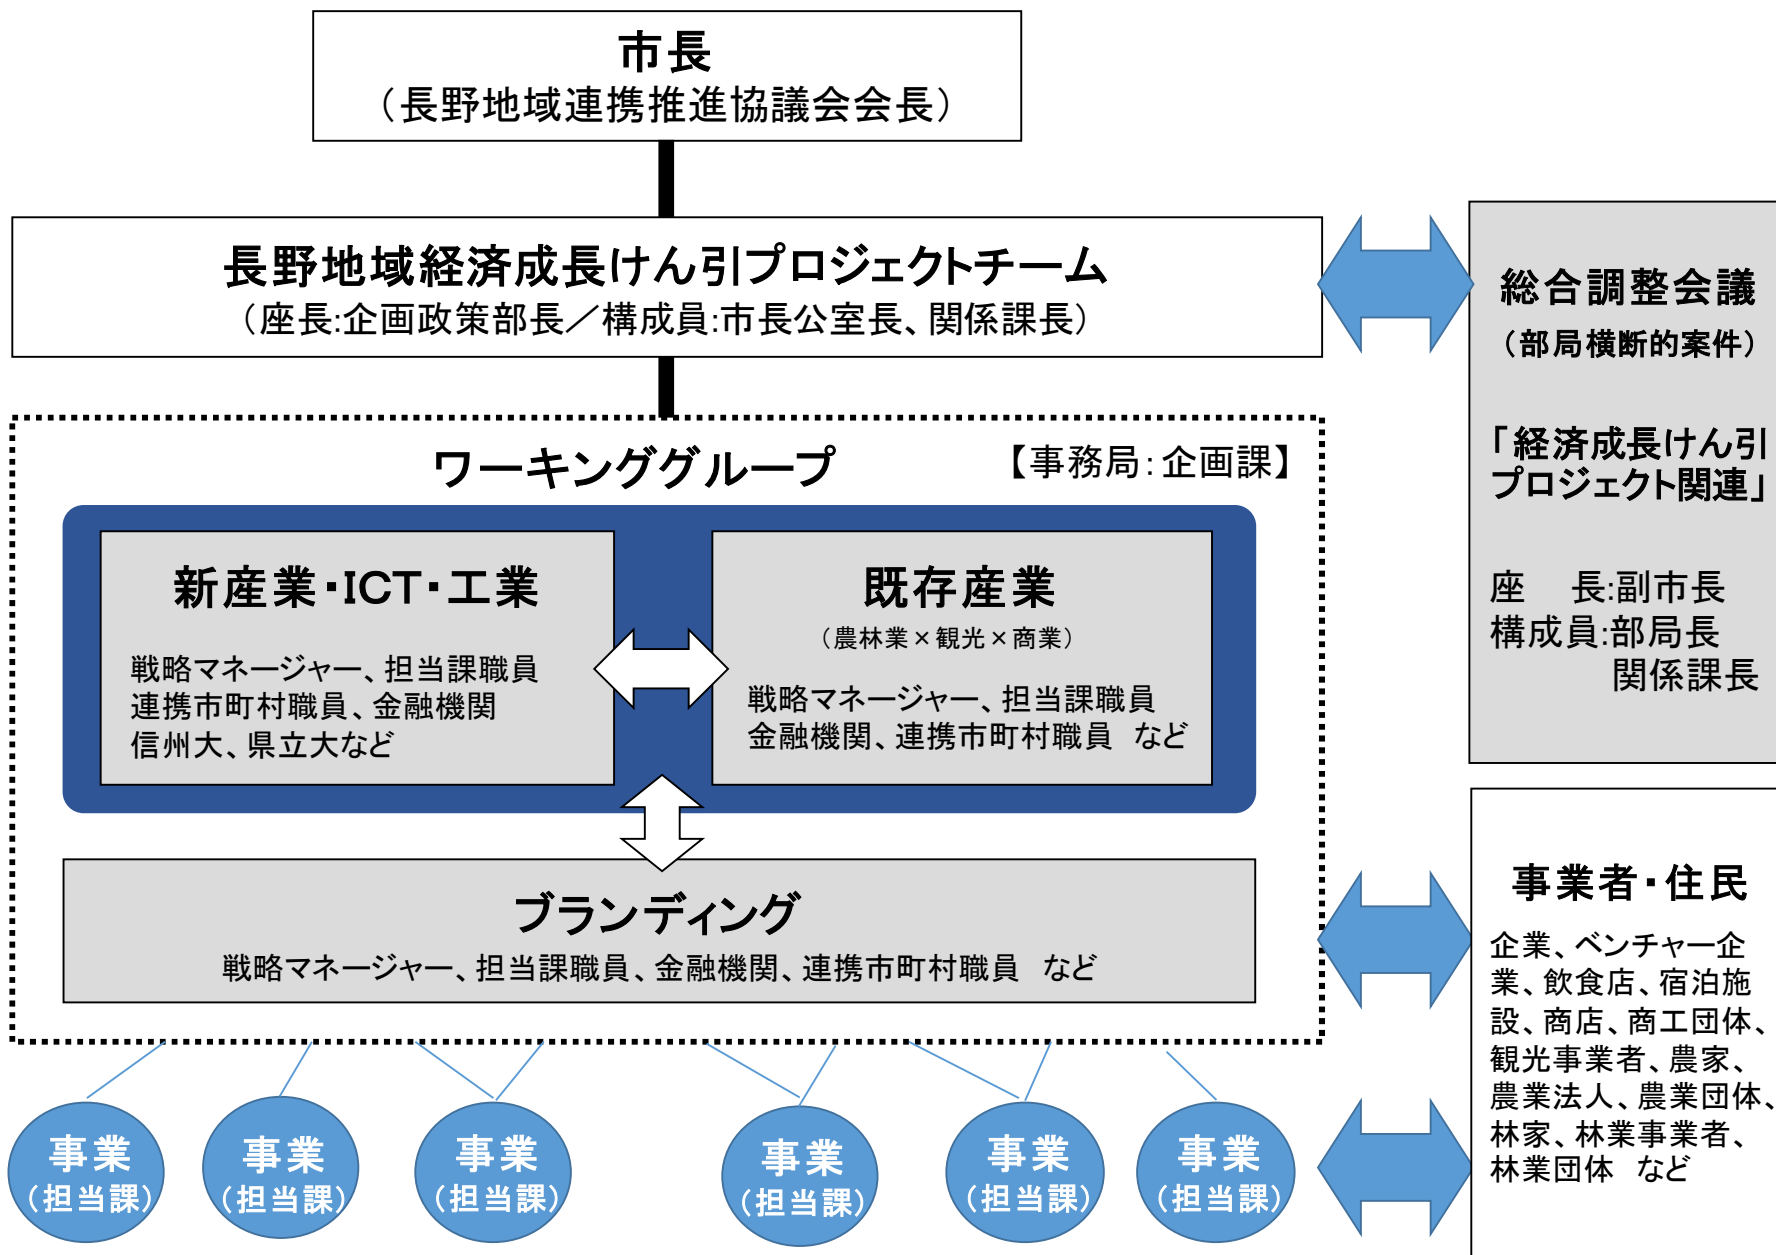 市長
（長野地域連携推進協議会会長）
長野地域経済成長けん引プロジェクトチーム
（座長:企画政策部長／構成員:市長公室長、関係課長）
総合調整会議
（部局横断的案件）
「経済成長けん引
プロジェクト関連」
座　長:副市長
構成員:部局長
関係課長
ワーキンググループ
【事務局：企画課】
新産業・ICT・工業
戦略マネージャー、担当課職員
連携市町村職員、金融機関
信州大、県立大など
既存産業
（農林業×観光×商業）
戦略マネージャー、担当課職員
金融機関、連携市町村職員　など
ブランディング
戦略マネージャー、担当課職員、金融機関、連携市町村職員　など
事業者・住民
企業、ベンチャー企
業、飲食店、宿泊施
設、商店、商工団体、
観光事業者、農家、
農業法人、農業団体、
林家、林業事業者、
林業団体　など
事業
（担当課）
事業
（担当課）
事業
（担当課）
事業
（担当課）
事業
（担当課）
事業
（担当課）